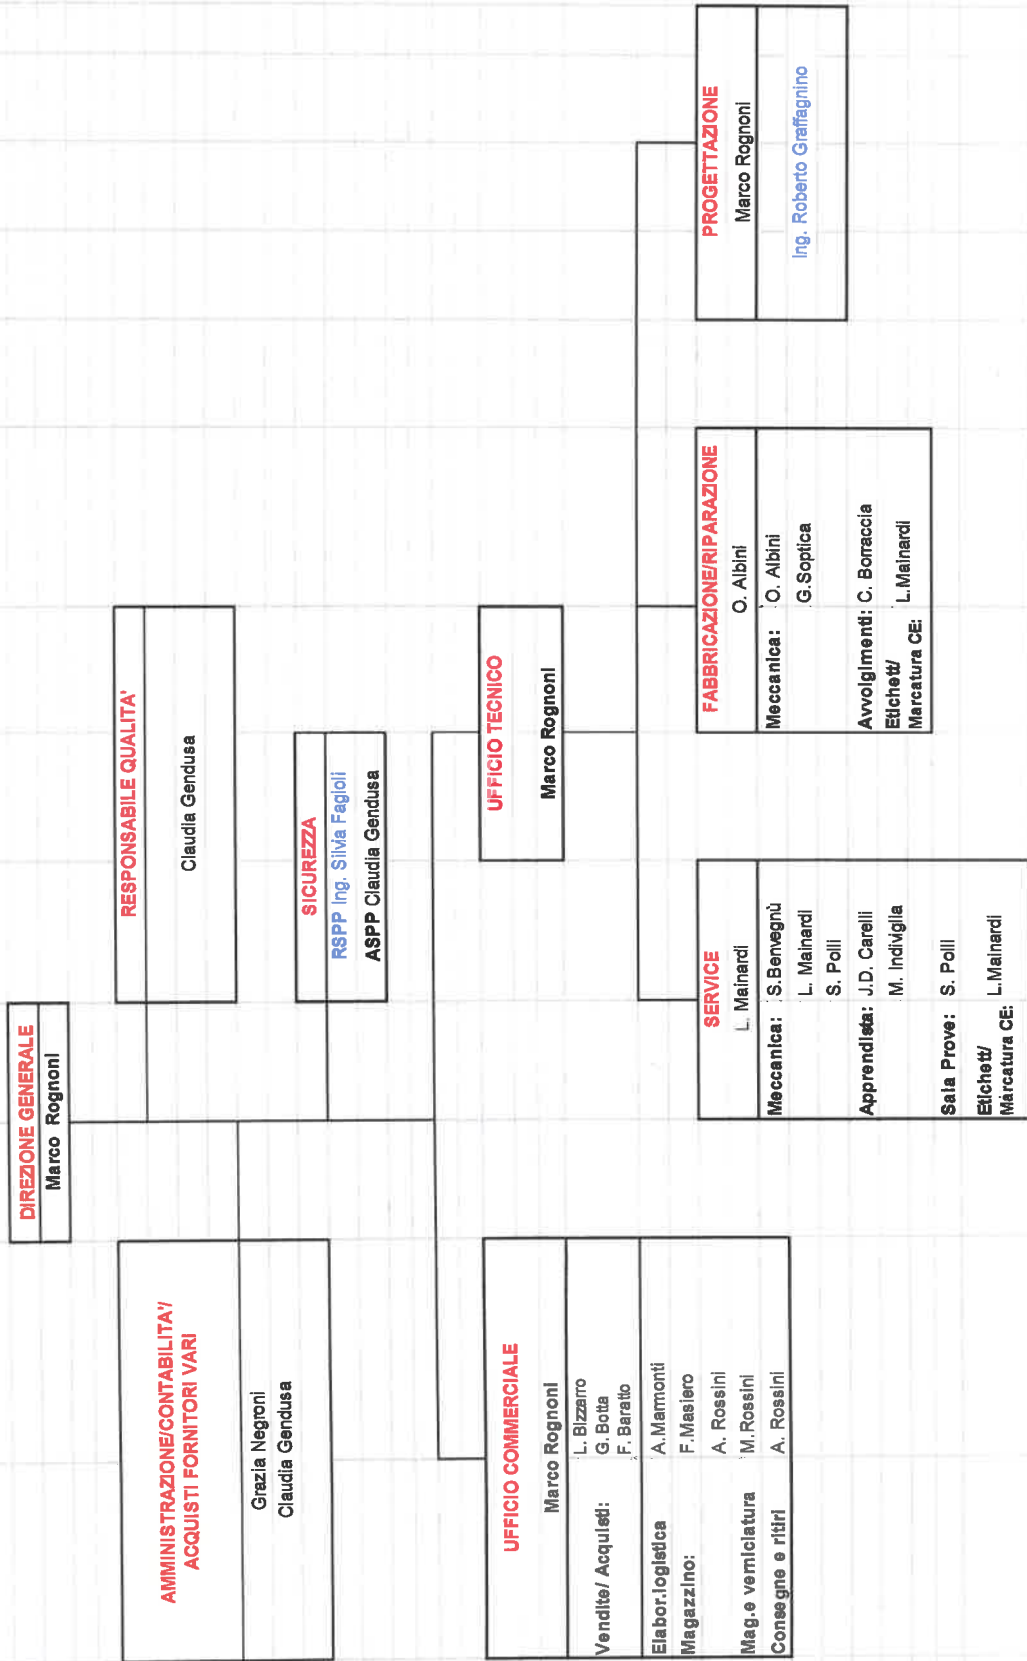 DIREZIONE GENERALE
Marco Rognoni
AMMINISTRAZIONE/CONTABILITA'/
ACQUISTI FORNITORI VARI
Grazia Negroni
Claudia Gendusa
RESPONSABILE QUALITA'
Claudia Gendusa
SICUREZZA
RSPP Ing. Silvia Fagioli
ASPP Claudia Gendusa
UFFICIO COMMERCIALE
Marco Rognoni
Vendite/ Acquisti: L. Bizzarro
G. Botta
F. Baratto
Elabor.logistica A.Marmonti
Magazzino: F.Masiero
A. Rossini
Mag.e verniciatura M.Rossini
Consegne e ritiri A. Rossini
UFFICIO TECNICO
Marco Rognoni
SERVICE
L. Mainardi
Meccanica: S.Benvegnù
L. Mainardi
S. Polli
Apprendista: J.D. Carelli
M. Indiviglia
Sala Prove: S. Polli
Etichett/ L.Mainardi
Marcatura CE:
FABBRICAZIONE/RIPARAZIONE
O. Albini
Meccanica: O. Albini
G.Soptica
Avvolgimenti: C. Borraccia
Etichett/ L.Mainardi
Marcatura CE:
PROGETTAZIONE
Marco Rognoni
Ing. Roberto Graffagnino